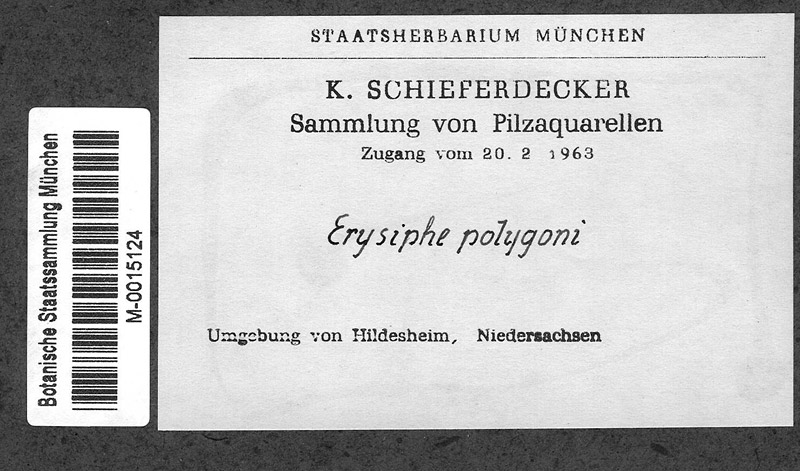 STAATSHERBARIUM MÜNCHEN
K. SCHIEFERDECKER
Sammlung von Pilzaquarellen
Zugang vom 20. 2 1963
Erysiphe polygoni
Umgebung von Hildesheim, Niedersachsen
Botanische Staatssammlung München
M-0015124